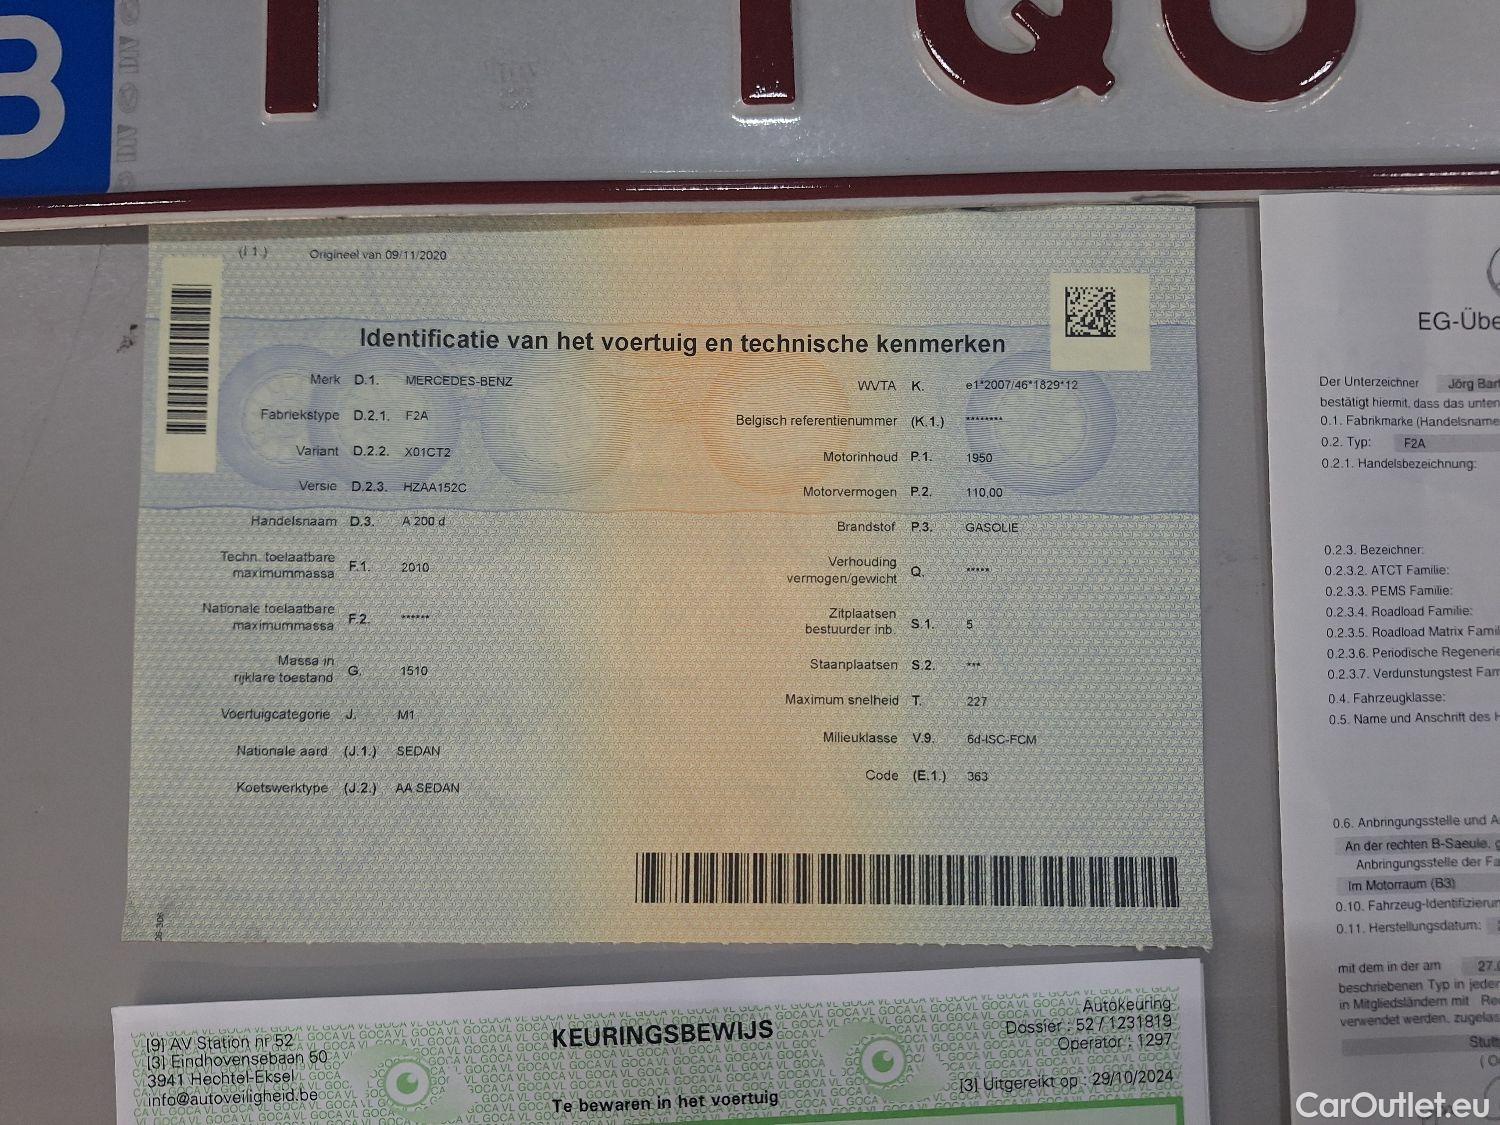 B
QO
(I 1.) Origineel van 09/11/2020
Identificatie van het voertuig en technische kenmerken
Merk D.1. MERCEDES-BENZ
Fabriekstype D.2.1. F2A
Variant D.2.2. X01CT2
Versie D.2.3. HZAA152C
Handelsnaam D.3. A 200 d
Techn. toelaatbare
maximummassa F.1. 2010
Nationale toelaatbare
maximummassa F.2. ******
Massa in
rijklare toestand G. 1510
Voertuigcategorie J. M1
Nationale aard (J.1.) SEDAN
Koetswerktype (J.2.) AA SEDAN
WVTA K. e1*2007/46*1829*12
Belgisch referentienummer (K.1.) ********
Motorinhoud P.1. 1950
Motorvermogen P.2. 110,00
Brandstof P.3. GASOLIE
Verhouding
vermogen/gewicht Q. *****
Zitplaatsen
bestuurder inb. S.1. 5
Staanplaatsen S.2. ***
Maximum snelheid T. 227
Milieuklasse V.9. 6d-ISC-FCM
Code (E.1.) 363
EG-Übe
Der Unterzeichner Jörg Bart
bestätigt hiermit, dass das unten
0.1. Fabrikmarke (Handelsname
0.2. Typ: F2A
0.2.1. Handelsbezeichnung:
0.2.3. Bezeichner:
0.2.3.2. ATCT Familie:
0.2.3.3. PEMS Familie:
0.2.3.4. Roadload Familie:
0.2.3.5. Roadload Matrix Famil
0.2.3.6. Periodische Regenerie
0.2.3.7. Verdunstungstest Fam
0.4. Fahrzeugklasse:
0.5. Name und Anschrift des H
0.6. Anbringungsstelle und A
An der rechten B-Saeule, g
Anbringungsstelle der Fa
Im Motorraum (B3)
0.10. Fahrzeug-Identifizierun
0.11. Herstellungsdatum:
mit dem in der am 27.
beschriebenen Typ in jeder
in Mitgliedsländern mit Rec
verwendet werden, zugelas
Stutt
KEURINGSBEWIJS
[9] AV Station nr 52
[3] Eindhovensebaan 50
3941 Hechtel-Eksel
info@autoveiligheid.be
Te bewaren in het voertuig
Autokeuring
Dossier : 52 / 1231819
Operator : 1297
[3] Uitgereikt op : 29/10/2024
CarOutlet.eu